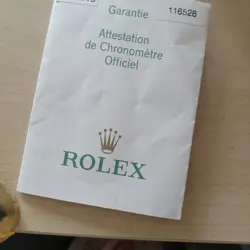 Garantie 116528
Attestation
de Chronomètre
Officiel
ROLEX